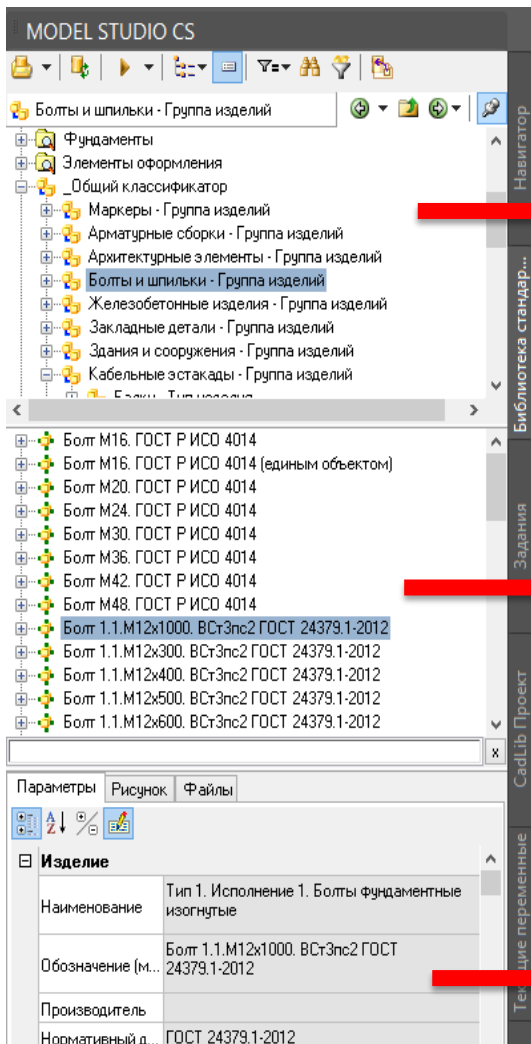 MODEL STUDIO CS
Болты и шпильки - Группа изделий
Фундаменты
Элементы оформления
_Общий классификатор
Маркеры - Группа изделий
Арматурные сборки - Группа изделий
Архитектурные элементы - Группа изделий
Болты и шпильки - Группа изделий
Железобетонные изделия - Группа изделий
Закладные детали - Группа изделий
Здания и сооружения - Группа изделий
Кабельные эстакады - Группа изделий
Болт М16. ГОСТ Р ИСО 4014
Болт М16. ГОСТ Р ИСО 4014 (единым объектом)
Болт М20. ГОСТ Р ИСО 4014
Болт М24. ГОСТ Р ИСО 4014
Болт М30. ГОСТ Р ИСО 4014
Болт М36. ГОСТ Р ИСО 4014
Болт М42. ГОСТ Р ИСО 4014
Болт М48. ГОСТ Р ИСО 4014
Болт 1.1.М12х1000. ВСт3пс2 ГОСТ 24379.1-2012
Болт 1.1.М12х300. ВСт3пс2 ГОСТ 24379.1-2012
Болт 1.1.М12х400. ВСт3пс2 ГОСТ 24379.1-2012
Болт 1.1.М12х500. ВСт3пс2 ГОСТ 24379.1-2012
Болт 1.1.М12х600. ВСт3пс2 ГОСТ 24379.1-2012
x
Параметры Рисунок Файлы
Изделие
Наименование
Тип 1. Исполнение 1. Болты фундаментные
изогнутые
Обозначение (м...
Болт 1.1.М12х1000. ВСт3пс2 ГОСТ
24379.1-2012
Производитель
Нормативный д... ГОСТ 24379.1-2012
Навигатор
Библиотека стандар...
Задания
CadLib Проект
Текущие переменные